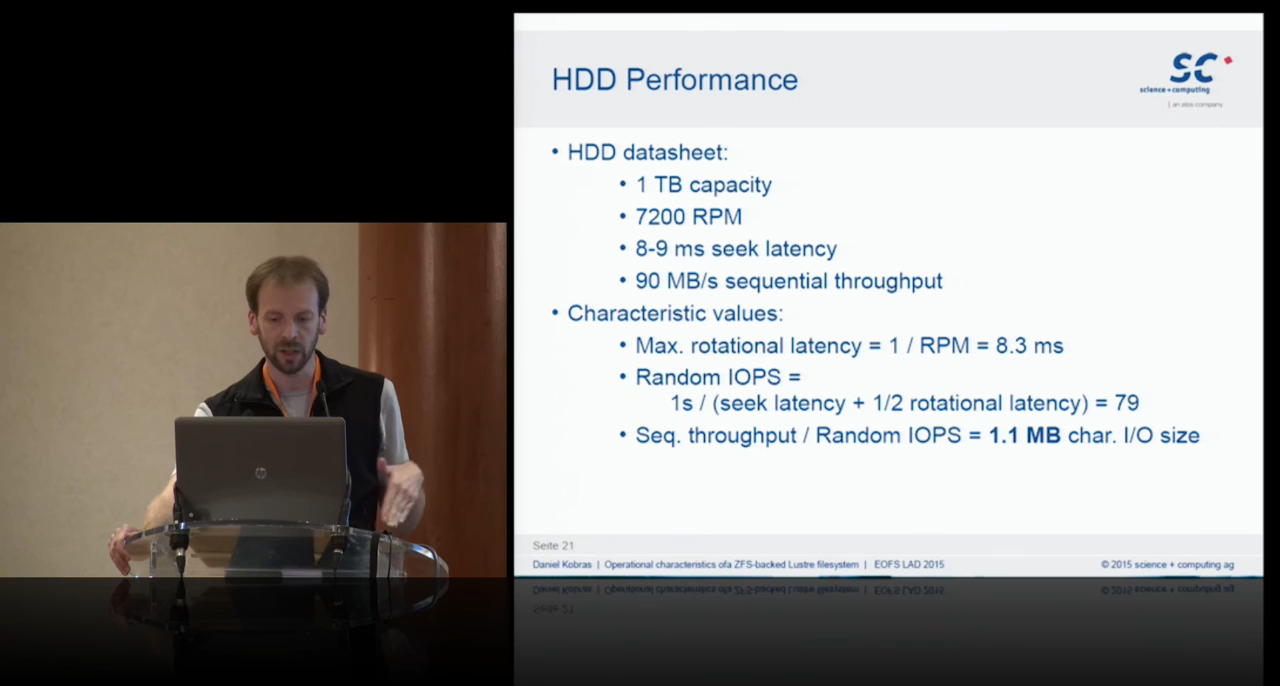 HDD Performance
SC
science + computing
| an atos company
• HDD datasheet:
• 1 TB capacity
• 7200 RPM
• 8-9 ms seek latency
• 90 MB/s sequential throughput
• Characteristic values:
• Max. rotational latency = 1 / RPM = 8.3 ms
• Random IOPS =
1s / (seek latency + 1/2 rotational latency) = 79
• Seq. throughput / Random IOPS = 1.1 MB char. I/O size
Seite 21
Daniel Kobras | Operational characteristics ofa ZFS-backed Lustre filesystem | EOFS LAD 2015
© 2015 science + computing ag
hp